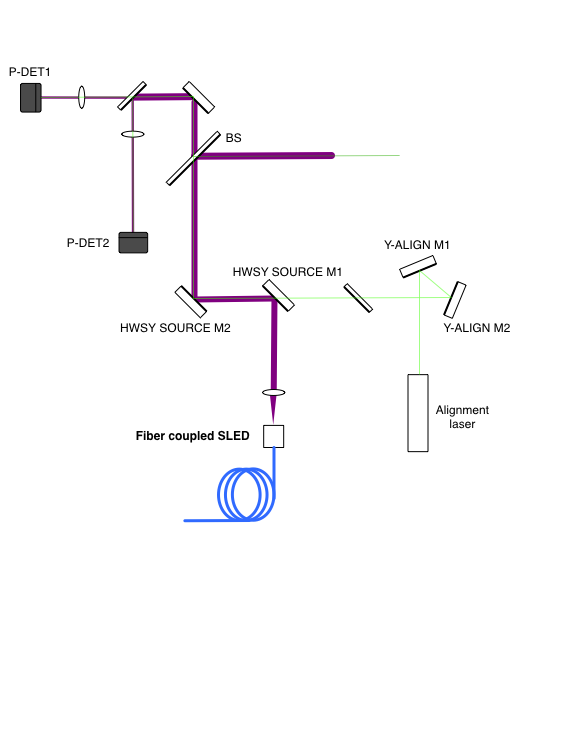 P-DET1
BS
P-DET2
Y-ALIGN M1
HWSY SOURCE M1
HWSY SOURCE M2
Y-ALIGN M2
Alignment
laser
Fiber coupled SLED